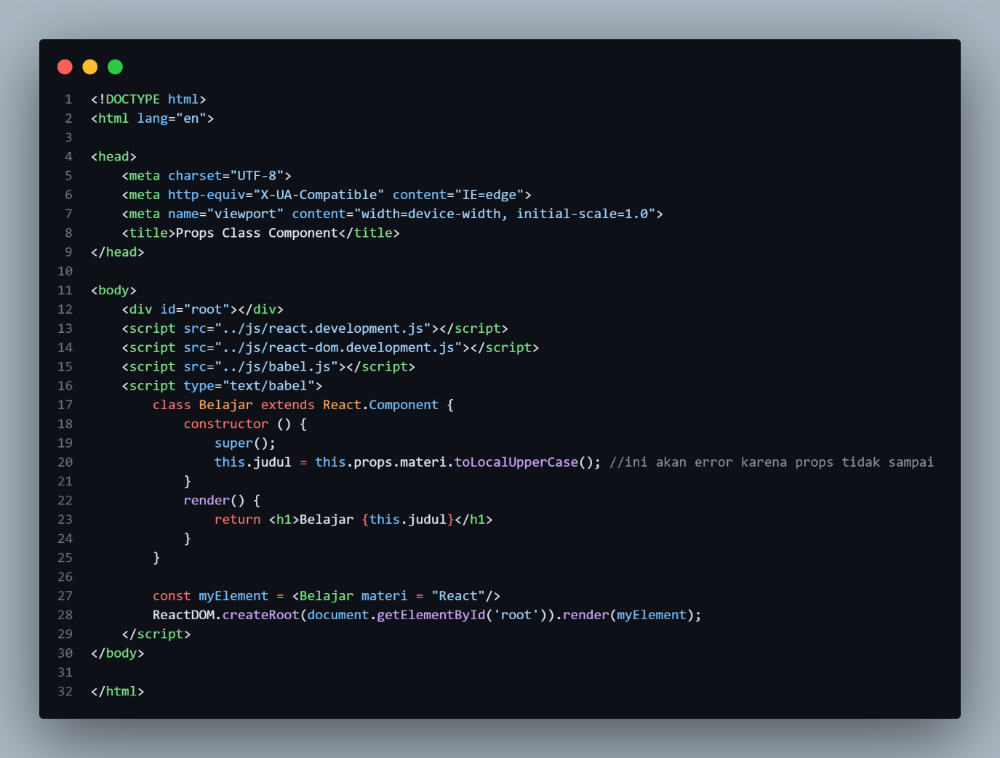 1 <!DOCTYPE html>
2 <html lang="en">
3
4 <head>
5     <meta charset="UTF-8">
6     <meta http-equiv="X-UA-Compatible" content="IE=edge">
7     <meta name="viewport" content="width=device-width, initial-scale=1.0">
8     <title>Props Class Component</title>
9 </head>
10
11 <body>
12     <div id="root"></div>
13     <script src="../js/react.development.js"></script>
14     <script src="../js/react-dom.development.js"></script>
15     <script src="../js/babel.js"></script>
16     <script type="text/babel">
17         class Belajar extends React.Component {
18             constructor () {
19                 super();
20                 this.judul = this.props.materi.toLocalUpperCase(); //ini akan error karena props tidak sampai
21             }
22             render() {
23                 return <h1>Belajar {this.judul}</h1>
24             }
25         }
26
27         const myElement = <Belajar materi = "React"/>
28         ReactDOM.createRoot(document.getElementById('root')).render(myElement);
29     </script>
30 </body>
31
32 </html>